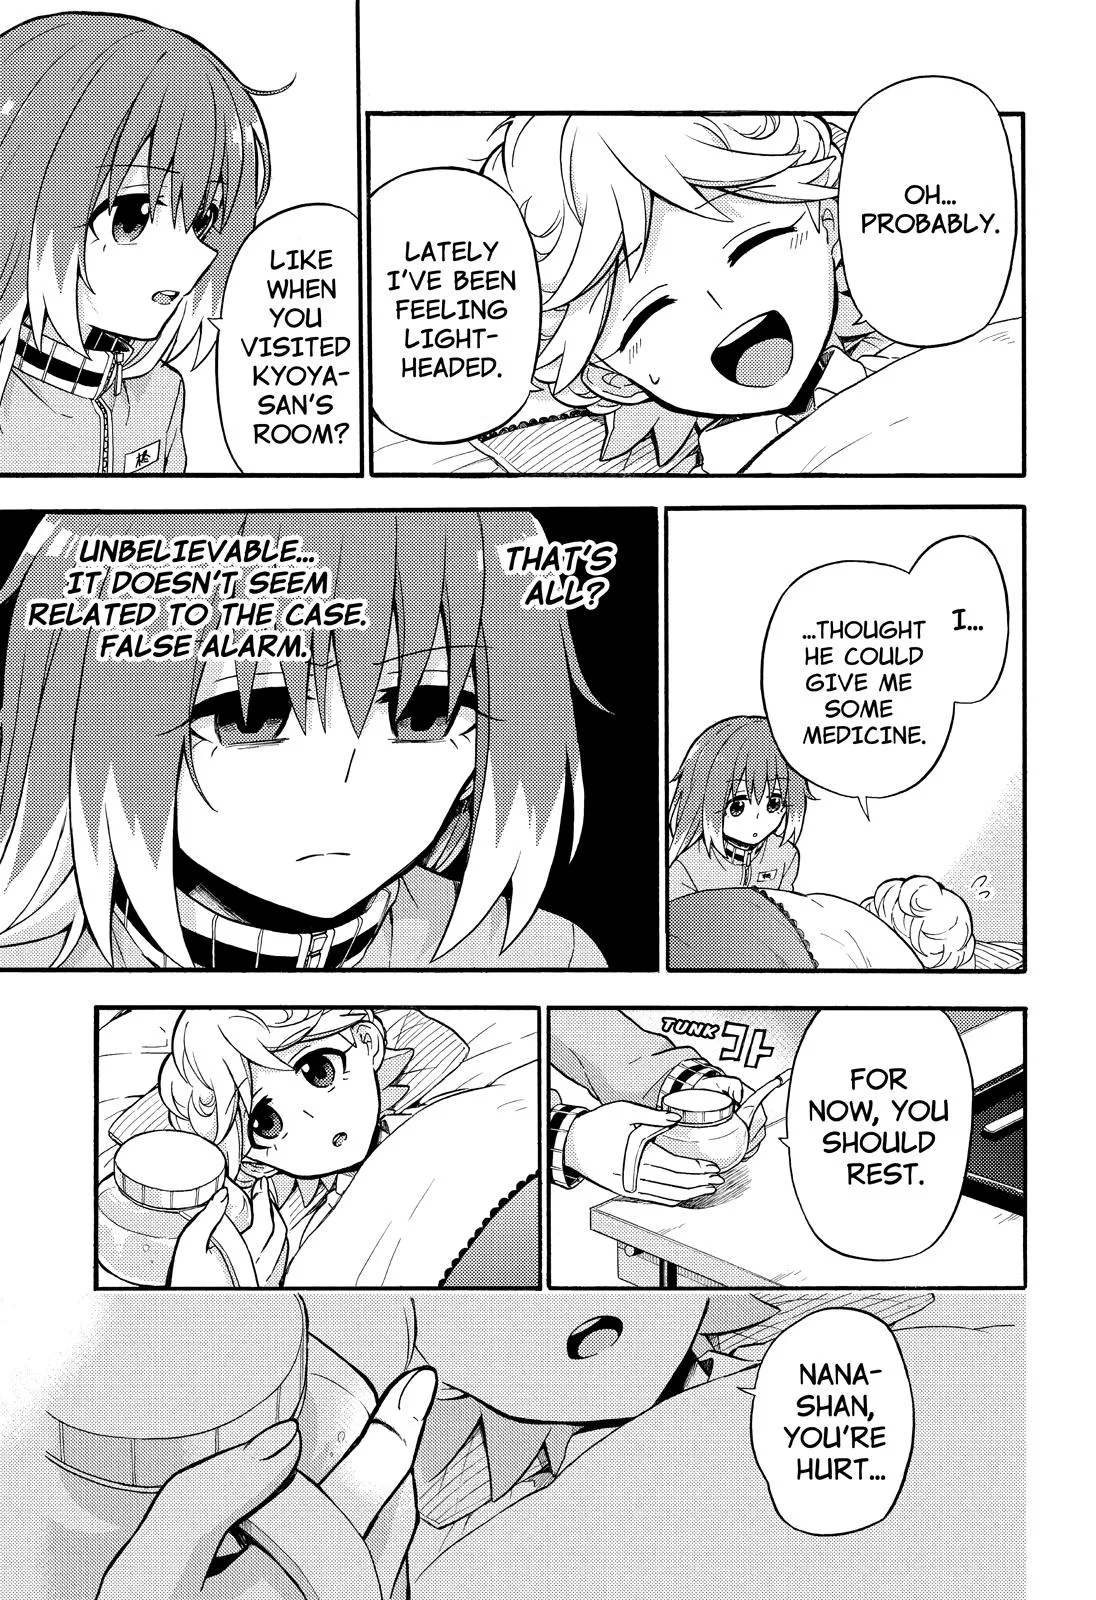 OH...
PROBABLY.
LATELY
I'VE BEEN
FEELING
LIGHT-
HEADED.
LIKE
WHEN
YOU
VISITED
KYOYA-
SAN'S
ROOM?
柊
I...
...THOUGHT
HE COULD
GIVE ME
SOME
MEDICINE.
THAT'S
ALL?
UNBELIEVABLE...
IT DOESN'T SEEM
RELATED TO THE CASE.
FALSE ALARM.
FOR
NOW, YOU
SHOULD
REST.
TUNK
コト
NANA-
SHAN,
YOU'RE
HURT...